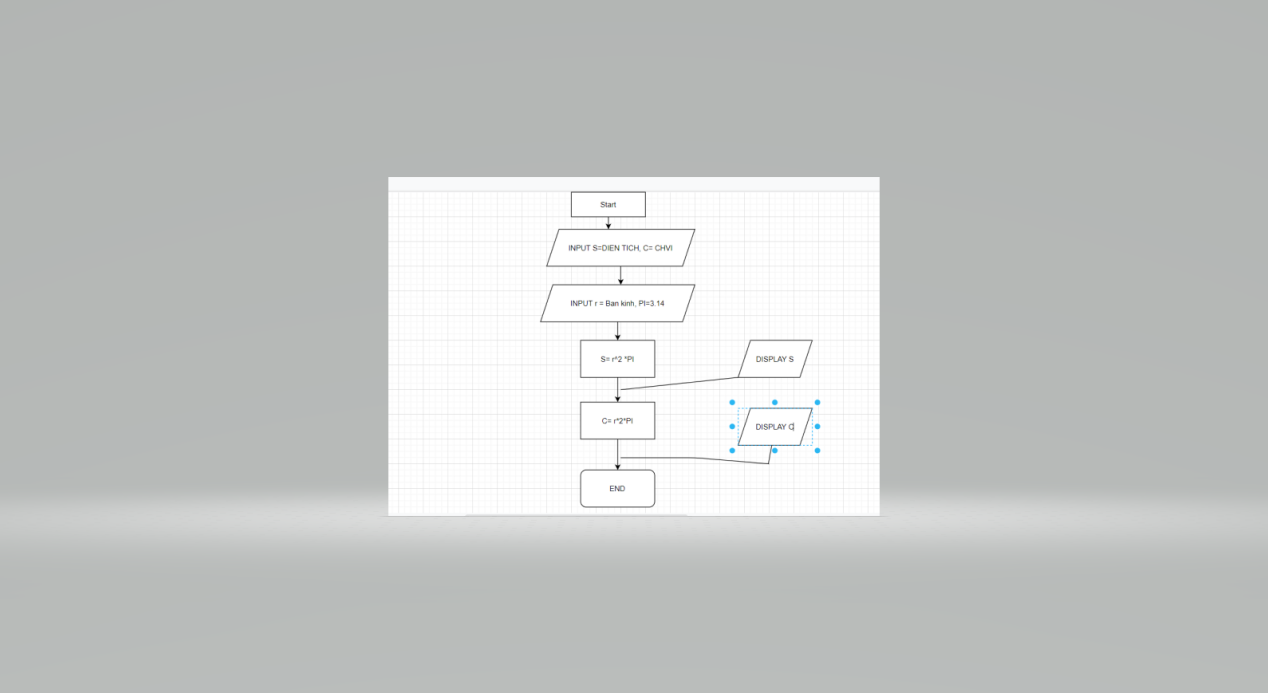 Start
INPUT S=DIEN TICH, C= CHVI
INPUT r = Ban kinh, PI=3.14
S= r^2 *PI
DISPLAY S
C= r*2*PI
DISPLAY C
END